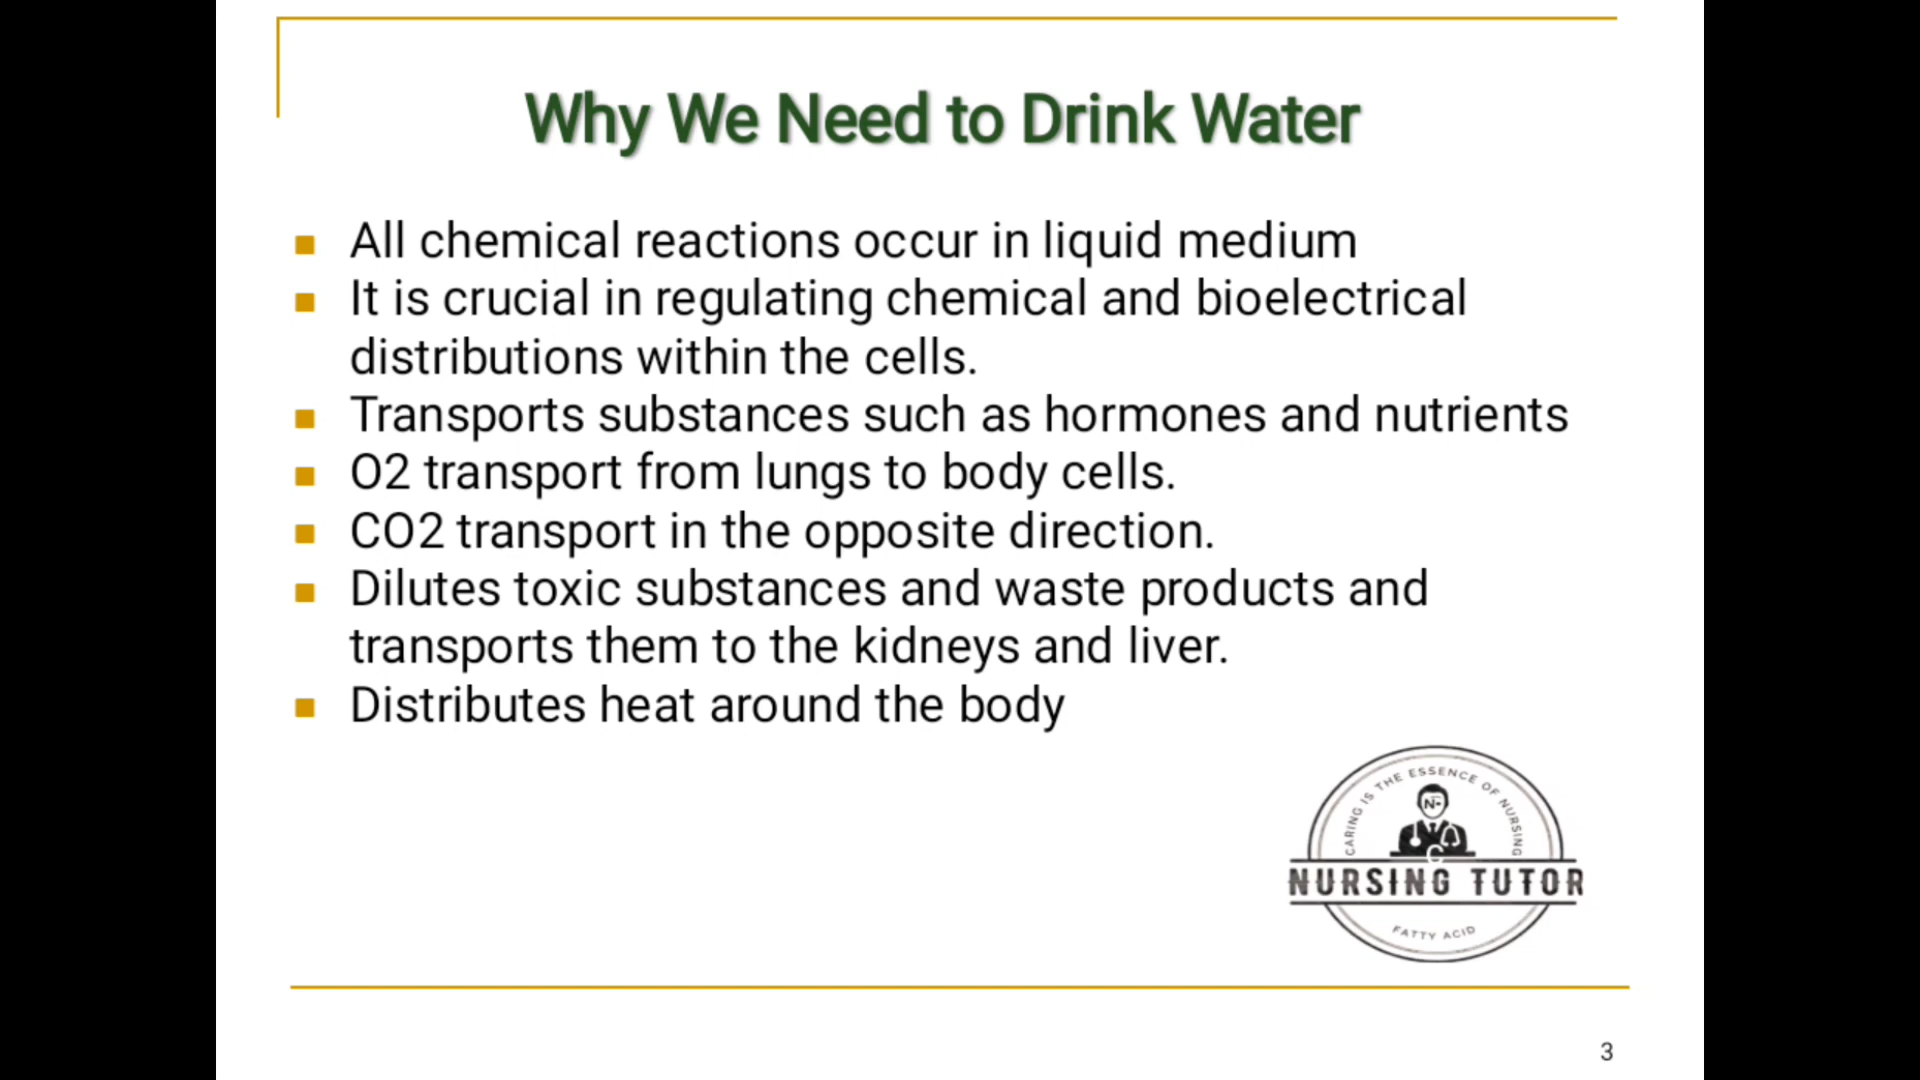 Why We Need to Drink Water
All chemical reactions occur in liquid medium
It is crucial in regulating chemical and bioelectrical
distributions within the cells.
Transports substances such as hormones and nutrients
O2 transport from lungs to body cells.
CO2 transport in the opposite direction.
Dilutes toxic substances and waste products and
transports them to the kidneys and liver.
Distributes heat around the body
CARING IS THE ESSENCE OF NURSING
N
C
NURSING TUTOR
FATTY ACID
3